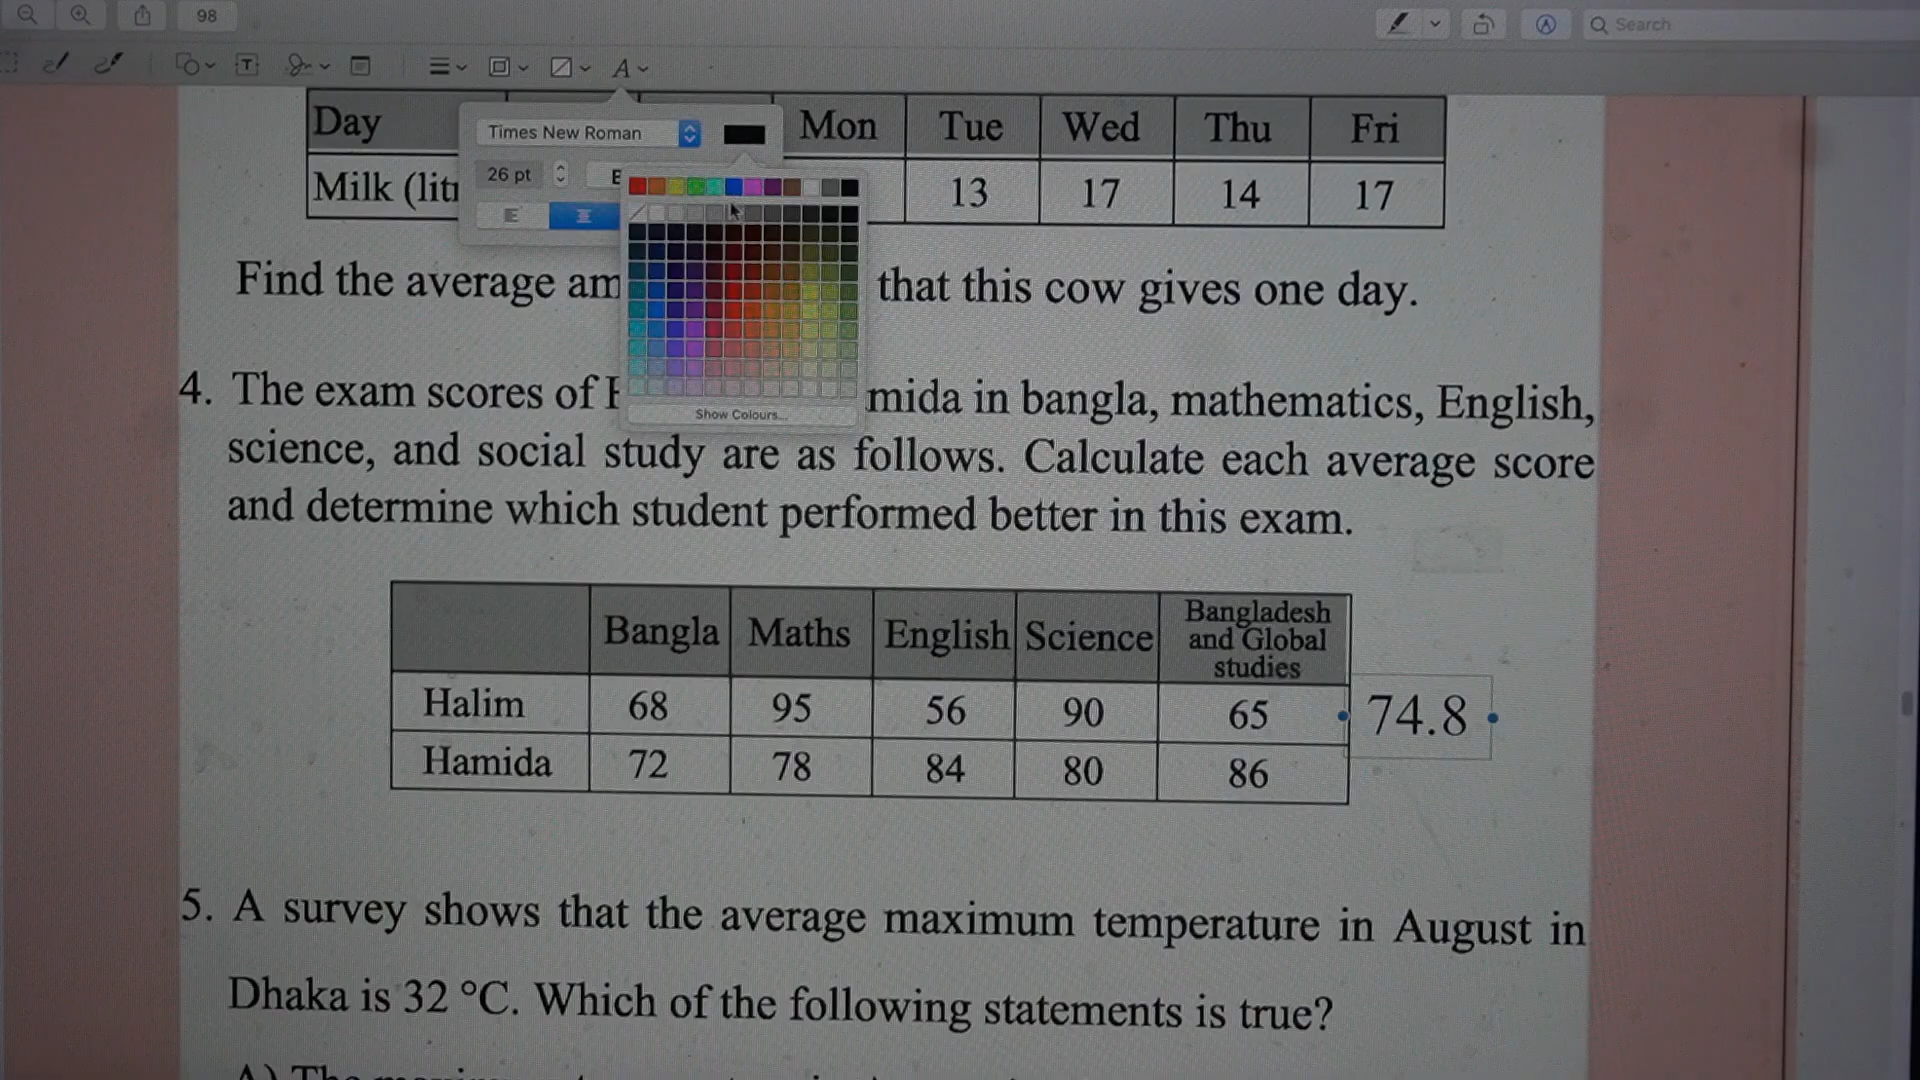 98
Search
Times New Roman
26 pt
Day Mon Tue Wed Thu Fri
Milk 13 17 14 17
Show Colours...
Find the average that this cow gives one day.
4. The exam scores of in bangla, mathematics, English,
science, and social study are as follows. Calculate each average score
and determine which student performed better in this exam.
Bangla Maths English Science Bangladesh
and Global
studies
Halim 68 95 56 90 65 74.8
Hamida 72 78 84 80 86
5. A survey shows that the average maximum temperature in August in
Dhaka is 32 °C. Which of the following statements is true?